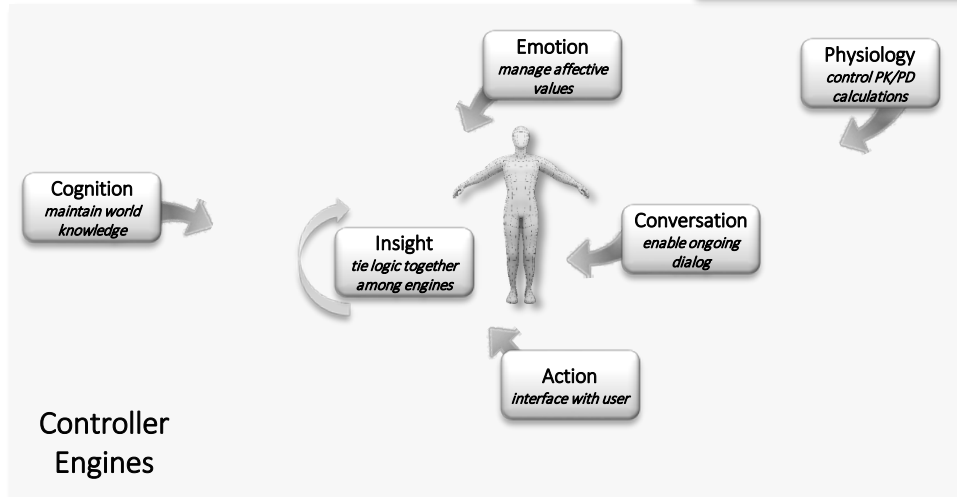 Emotion
manage affective
values
Physiology
control PK/PD
calculations
Cognition
maintain world
knowledge
Insight
tie logic together
among engines
Conversation
enable ongoing
dialog
Action
interface with user
Controller
Engines